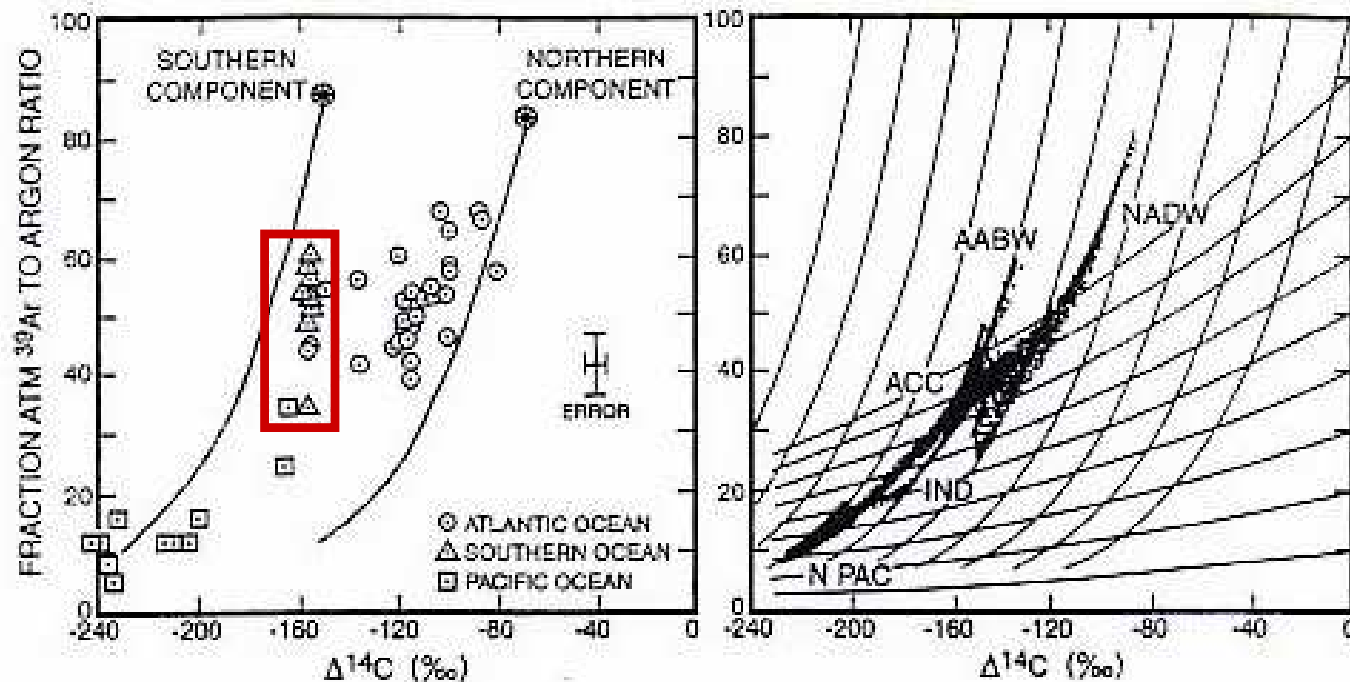 FRACTION ATM ³⁹Ar TO ARGON RATIO
100
80
60
40
20
0
SOUTHERN
COMPONENT
NORTHERN
COMPONENT
ERROR
ATLANTIC OCEAN
SOUTHERN OCEAN
PACIFIC OCEAN
-240
-200
-160
-120
-80
-40
0
Δ¹⁴C (‰)
100
80
60
40
20
0
NADW
AABW
ACC
IND
N PAC
-240
-200
-160
-120
-80
-40
0
Δ¹⁴C (‰)